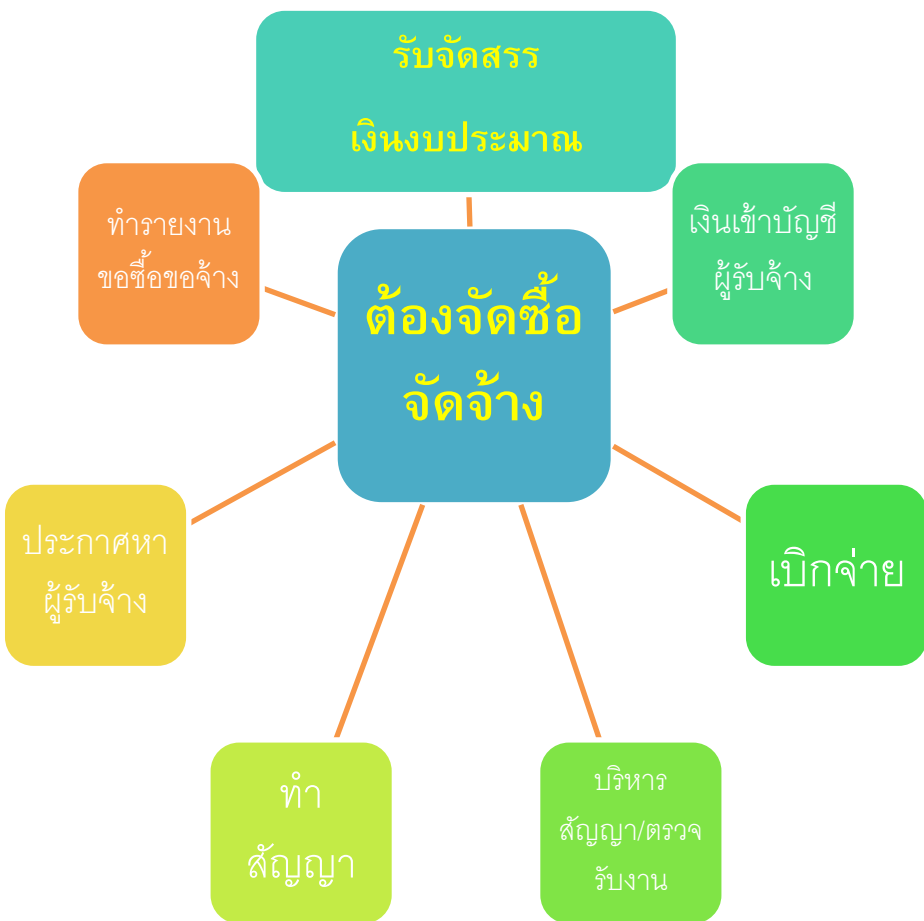 รับจัดสรร
เงินงบประมาณ
ทำรายงาน
ขอซื้อขอจ้าง
เงินเข้าบัญชี
ผู้รับจ้าง
ต้องจัดซื้อ
จัดจ้าง
ประกาศหา
ผู้รับจ้าง
เบิกจ่าย
ทำ
สัญญา
บริหาร
สัญญา/ตรวจ
รับงาน